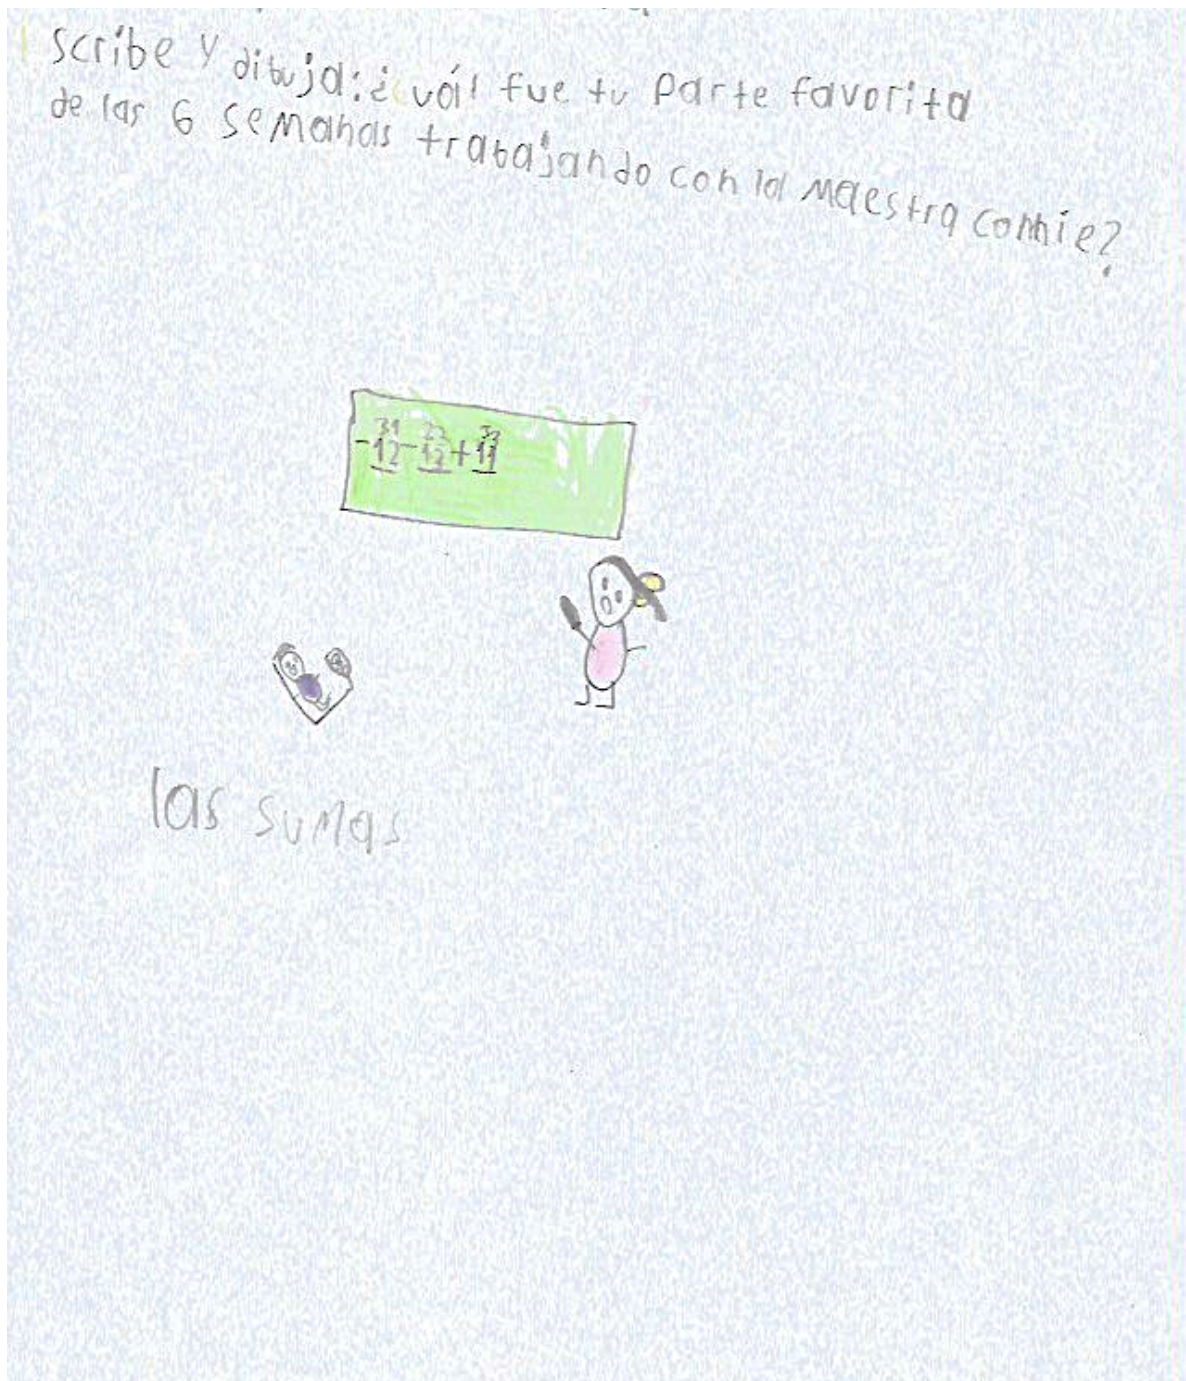 scribe y dibuja: ¿cuál fue tu parte favorita
de las 6 semanas trabajando con la maestra connie?
31 23 33
-12 -12 +11
las sumas